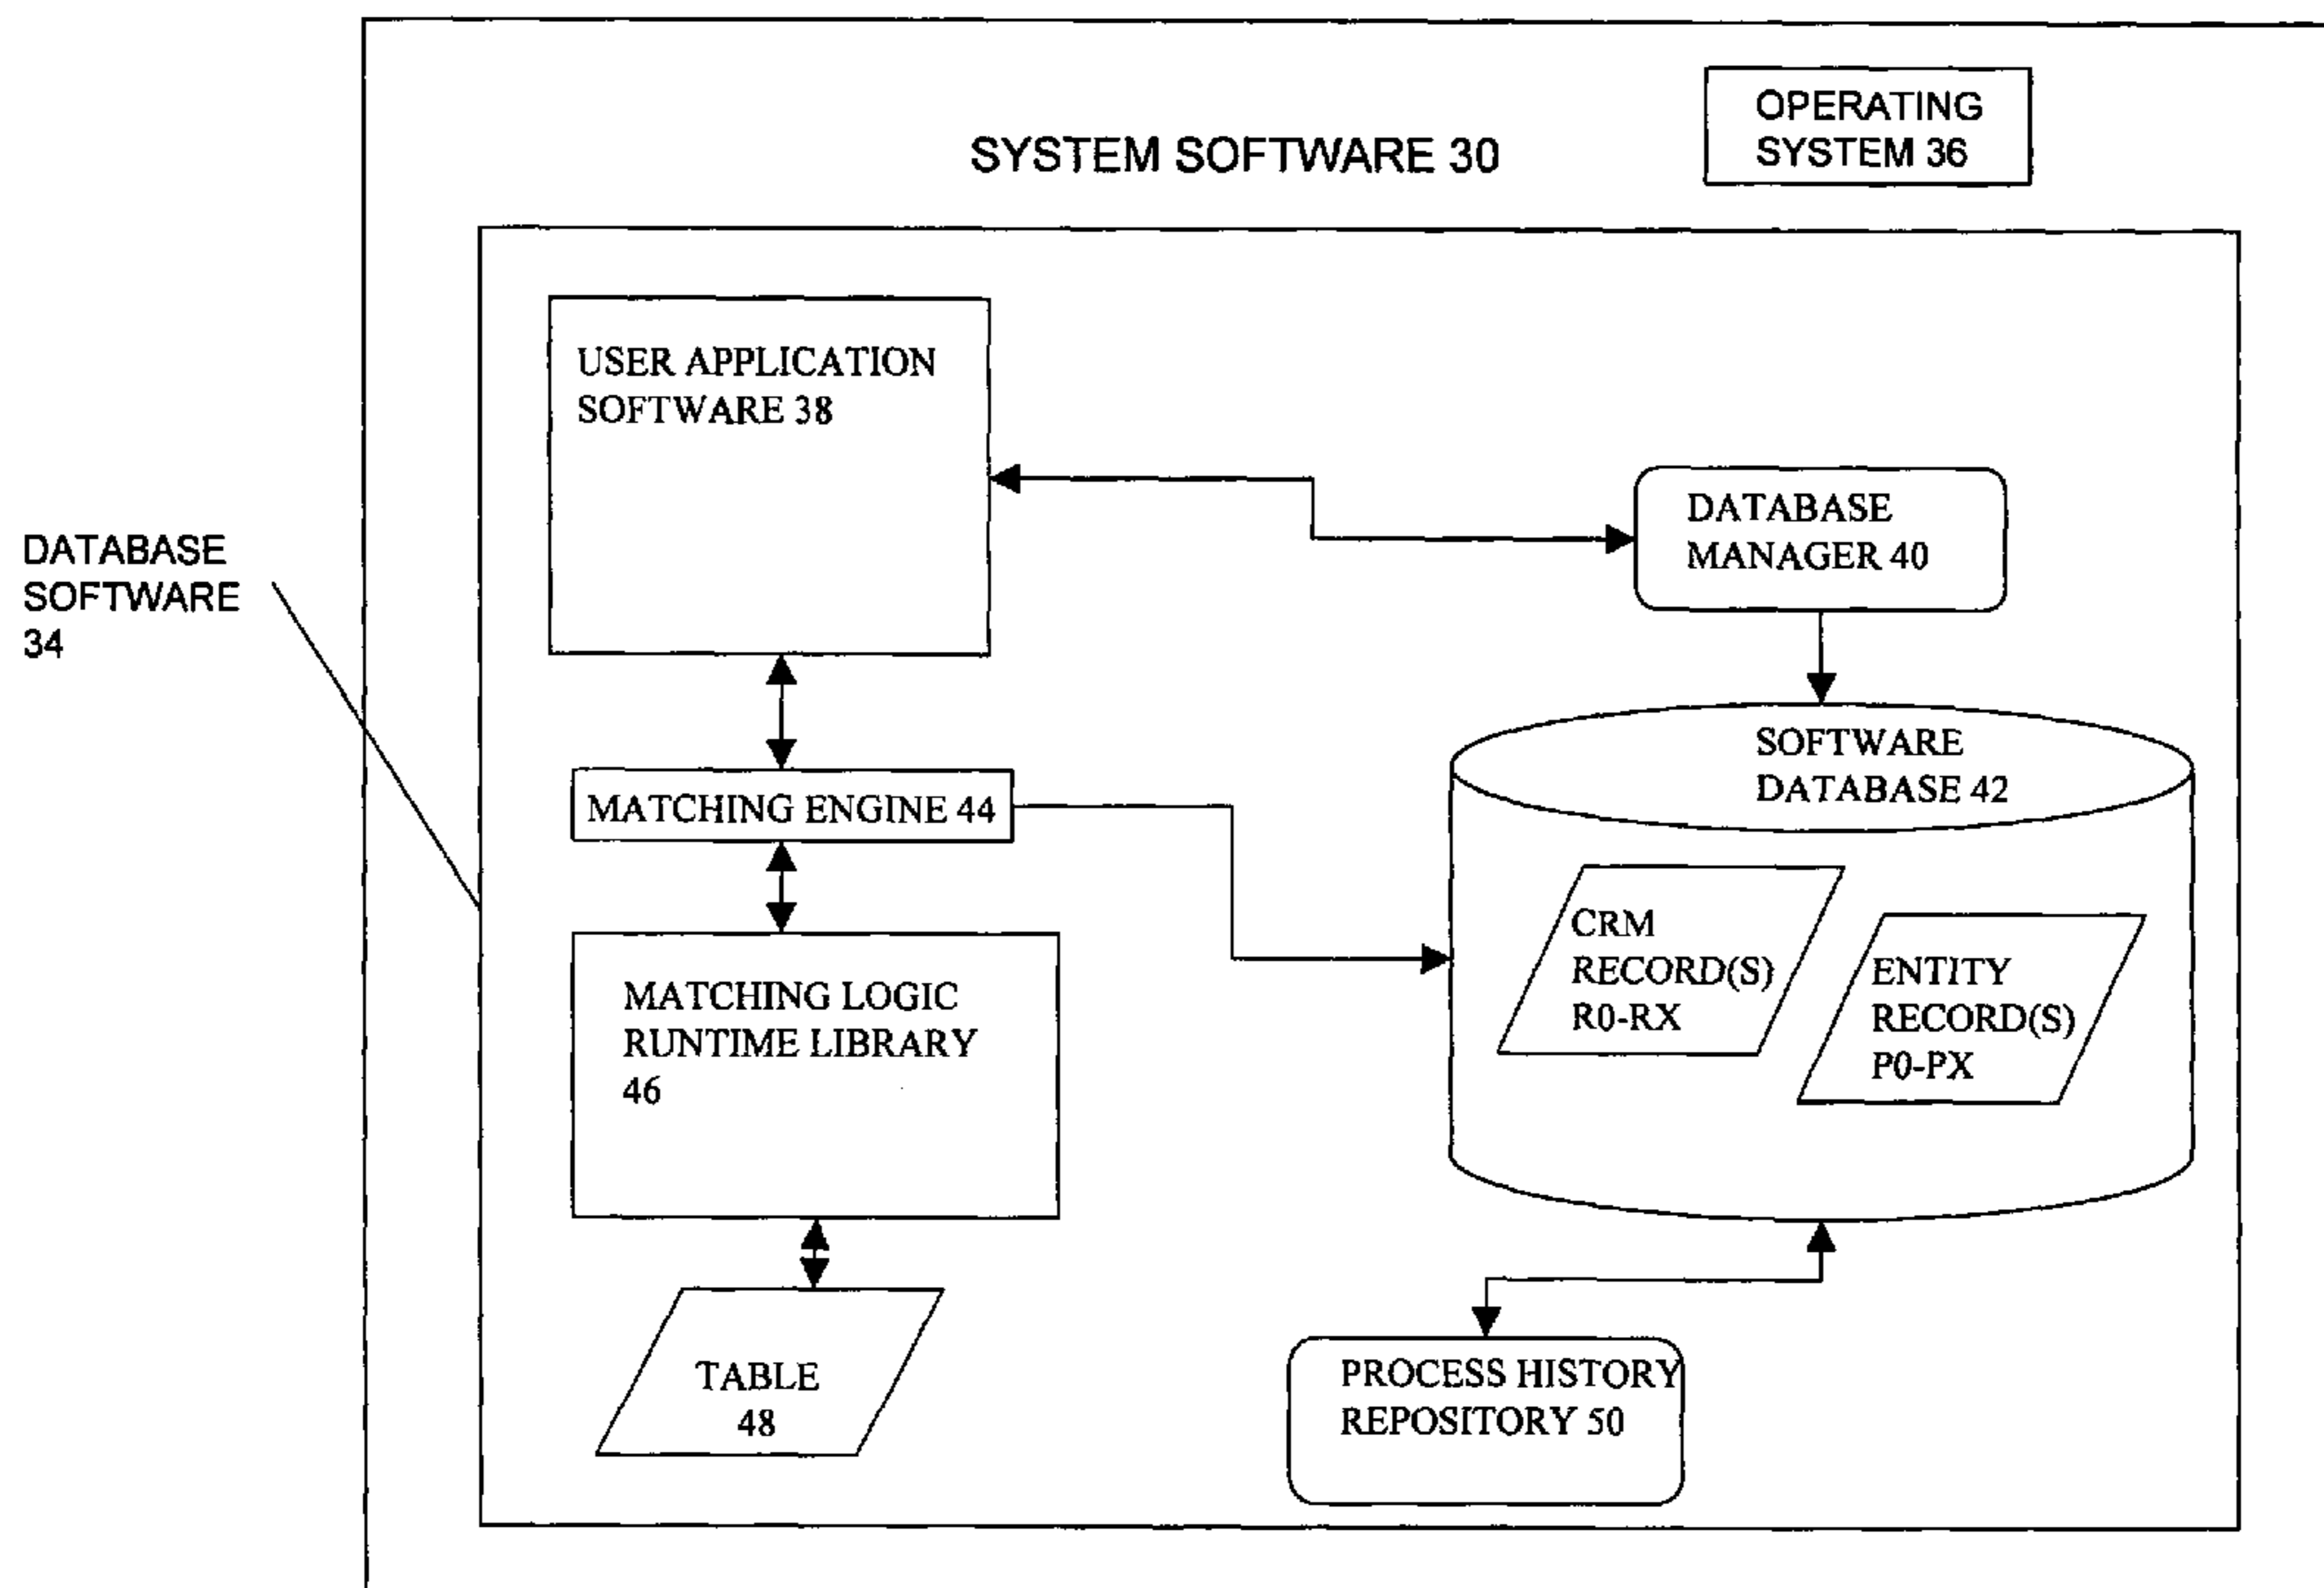 OPERATING
SYSTEM 36
SYSTEM SOFTWARE 30
USER APPLICATION
SOFTWARE 38
DATABASE
MANAGER 40
DATABASE
SOFTWARE
34
SOFTWARE
DATABASE 42
MATCHING ENGINE 44
CRM
RECORD(S)
R0-RX
ENTITY
RECORD(S)
P0-PX
MATCHING LOGIC
RUNTIME LIBRARY
46
TABLE
48
PROCESS HISTORY
REPOSITORY 50